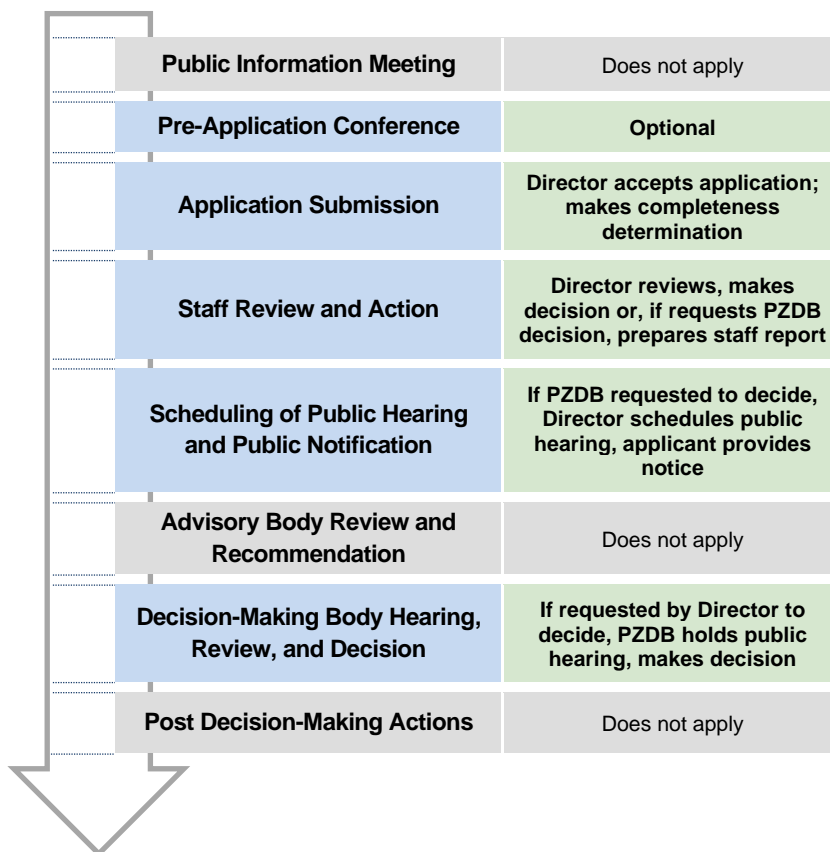 Public Information Meeting
Does not apply
Pre-Application Conference
Optional
Application Submission
Director accepts application;
makes completeness
determination
Staff Review and Action
Director reviews, makes
decision or, if requests PZDB
decision, prepares staff report
Scheduling of Public Hearing
and Public Notification
If PZDB requested to decide,
Director schedules public
hearing, applicant provides
notice
Advisory Body Review and
Recommendation
Does not apply
Decision-Making Body Hearing,
Review, and Decision
If requested by Director to
decide, PZDB holds public
hearing, makes decision
Post Decision-Making Actions
Does not apply